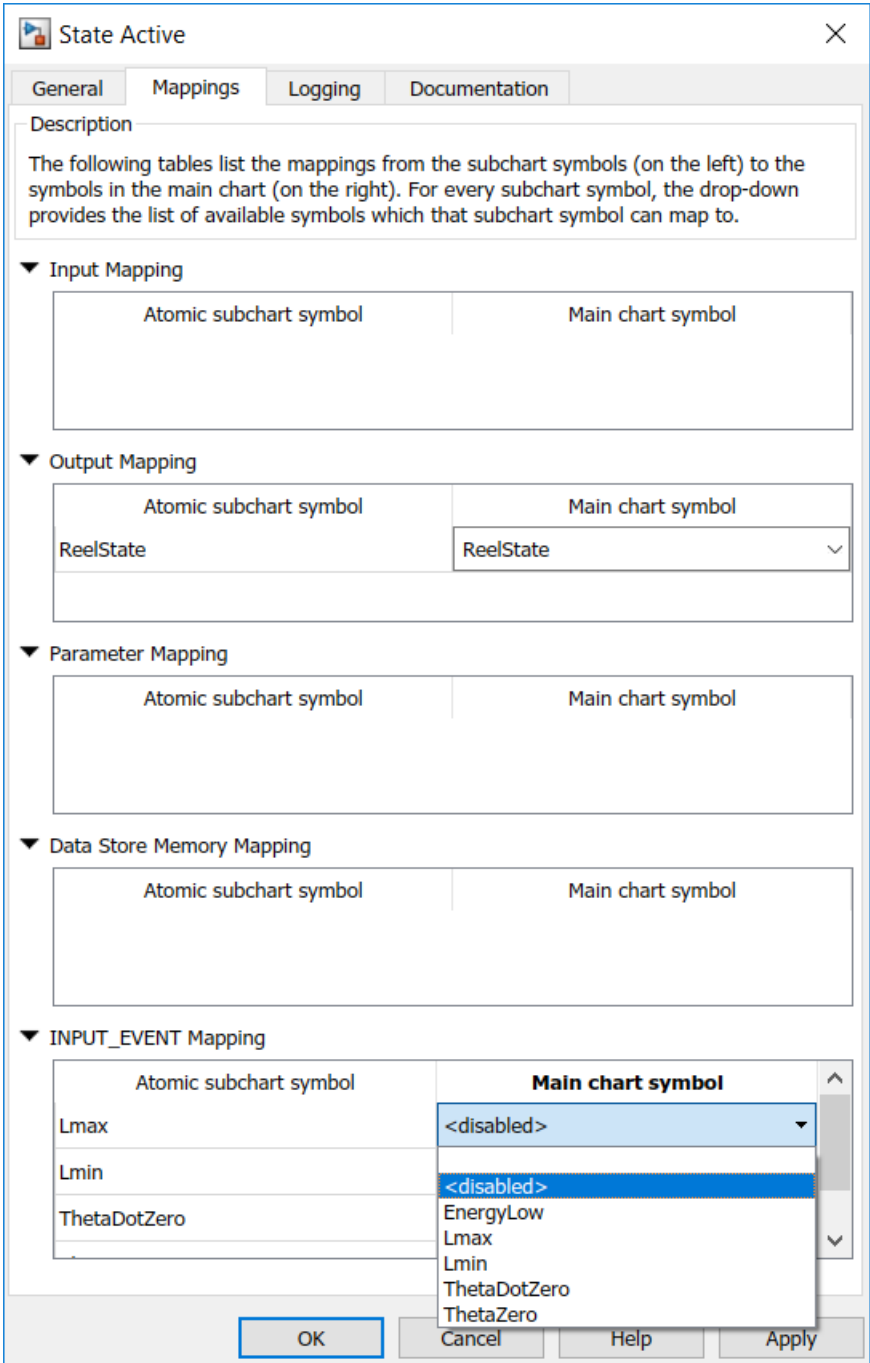 State Active
General Mappings Logging Documentation
Description
The following tables list the mappings from the subchart symbols (on the left) to the
symbols in the main chart (on the right). For every subchart symbol, the drop-down
provides the list of available symbols which that subchart symbol can map to.
Input Mapping
Atomic subchart symbol Main chart symbol
Output Mapping
Atomic subchart symbol Main chart symbol
ReelState ReelState
Parameter Mapping
Atomic subchart symbol Main chart symbol
Data Store Memory Mapping
Atomic subchart symbol Main chart symbol
INPUT_EVENT Mapping
Atomic subchart symbol Main chart symbol
Lmax <disabled>
Lmin
ThetaDotZero
<disabled>
EnergyLow
Lmax
Lmin
ThetaDotZero
ThetaZero
OK Cancel Help Apply